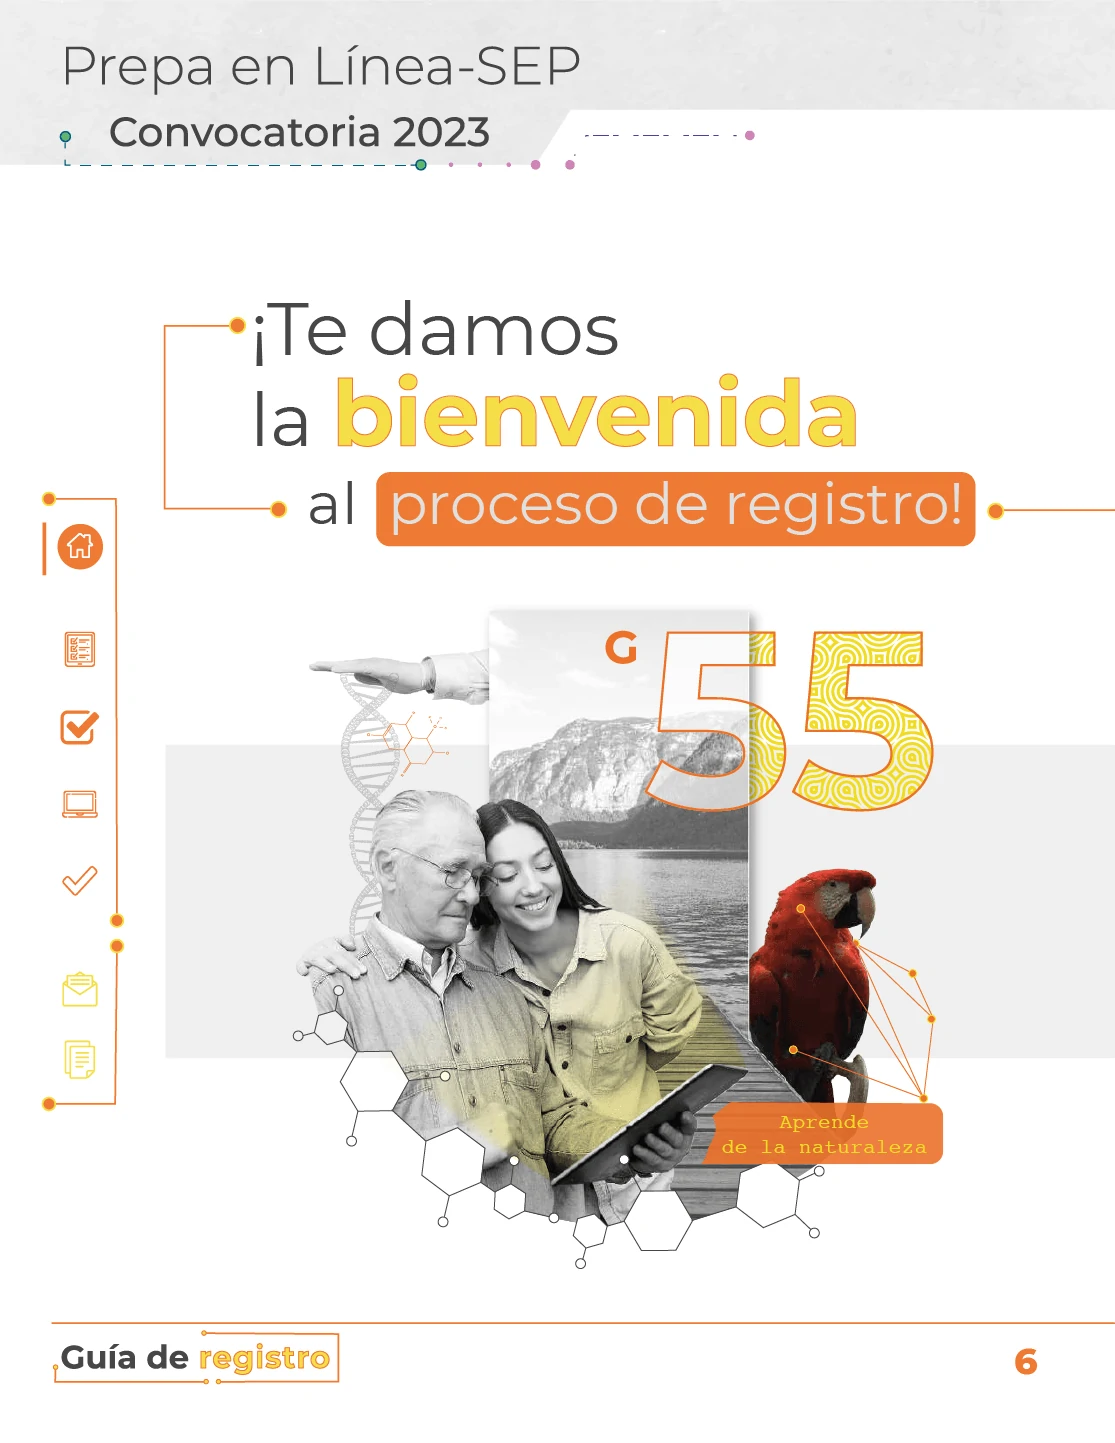 Prepa en Línea-SEP
Convocatoria 2023
¡Te damos
la bienvenida
al proceso de registro!
G 55
Aprende
de la naturaleza
Guía de registro
6